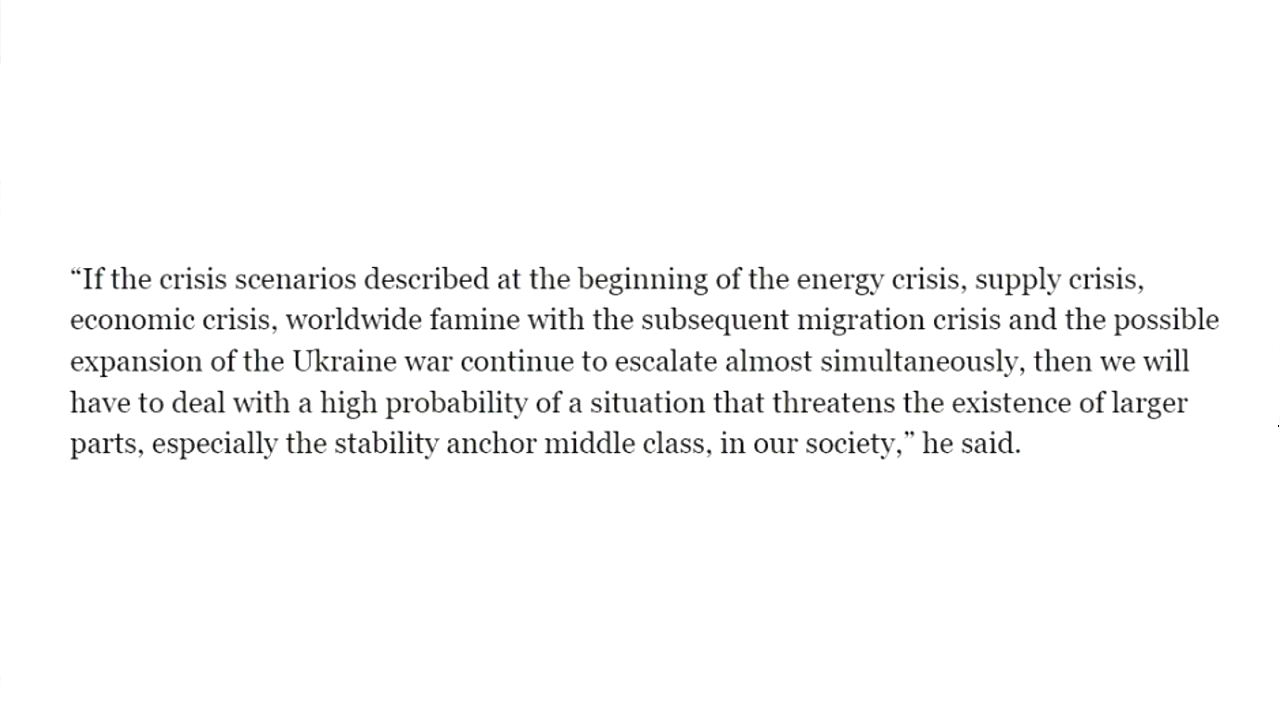 “If the crisis scenarios described at the beginning of the energy crisis, supply crisis,
economic crisis, worldwide famine with the subsequent migration crisis and the possible
expansion of the Ukraine war continue to escalate almost simultaneously, then we will
have to deal with a high probability of a situation that threatens the existence of larger
parts, especially the stability anchor middle class, in our society,” he said.